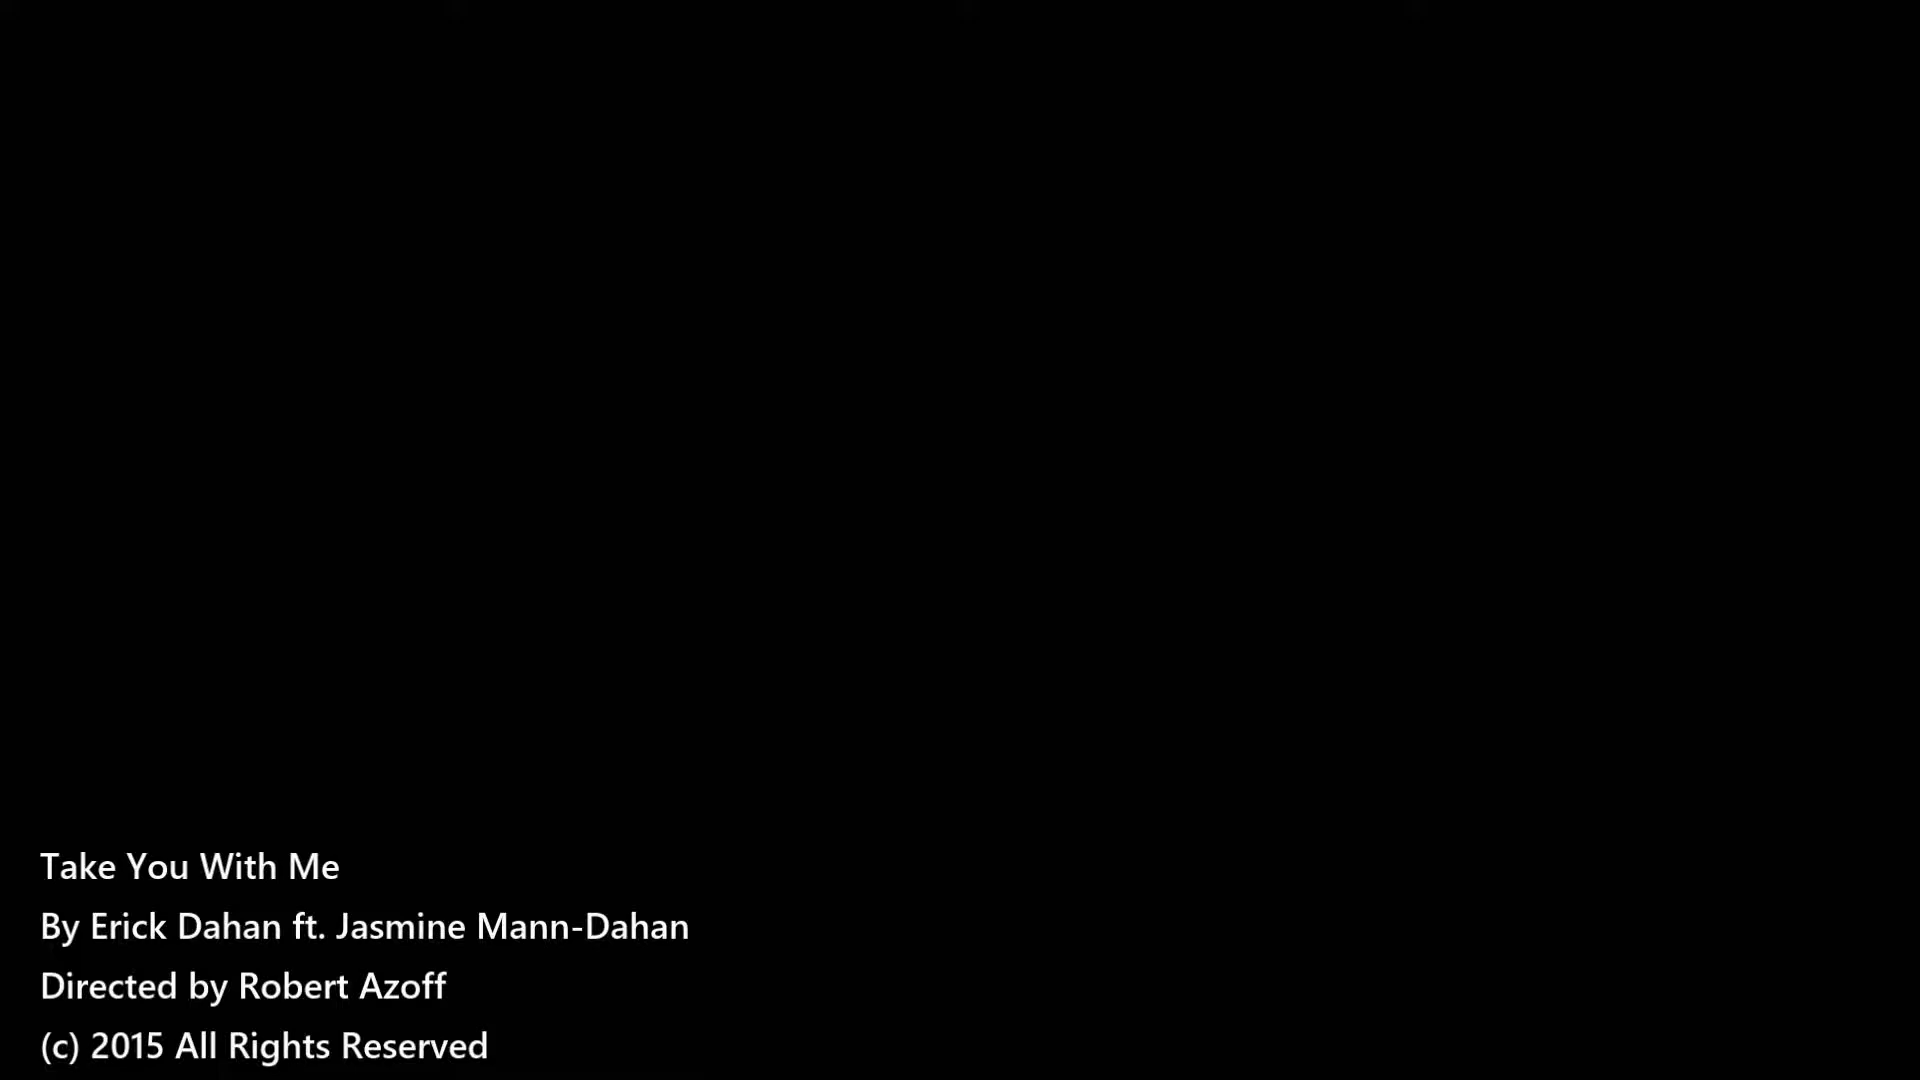 Take You With Me
By Erick Dahan ft. Jasmine Mann-Dahan
Directed by Robert Azoff
(c) 2015 All Rights Reserved